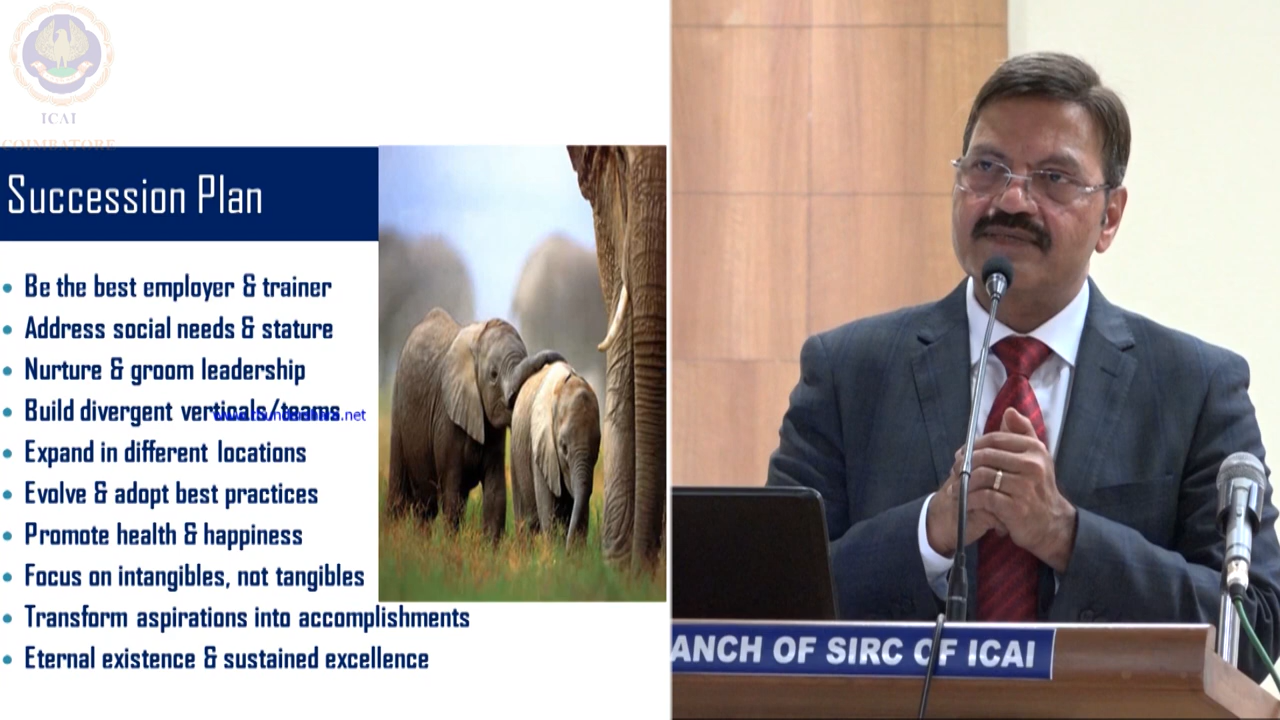 ICAI
COIMBATORE
Succession Plan
• Be the best employer & trainer
• Address social needs & stature
• Nurture & groom leadership
• Build divergent verticals/teams
• Expand in different locations
• Evolve & adopt best practices
• Promote health & happiness
• Focus on intangibles, not tangibles
• Transform aspirations into accomplishments
• Eternal existence & sustained excellence
ANCH OF SIRC OF ICAI